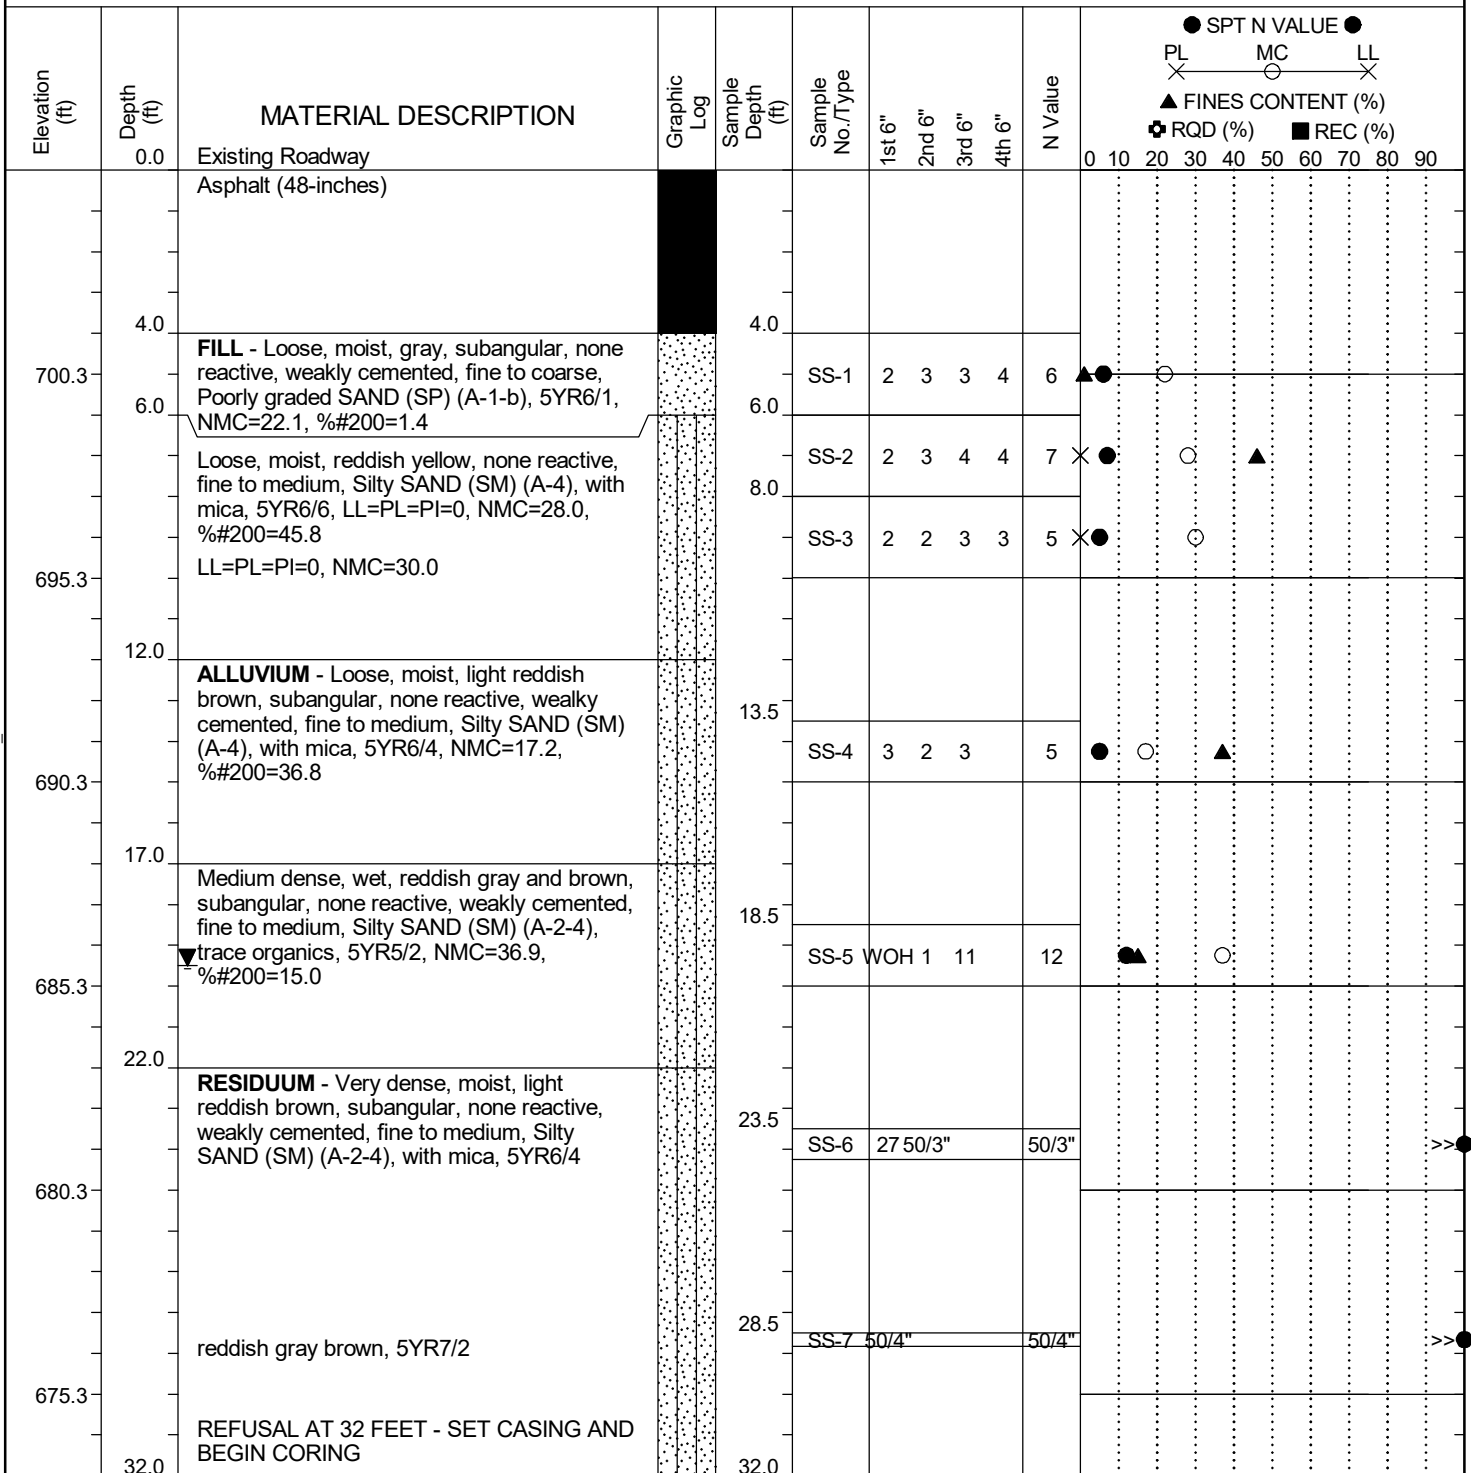 ● SPT N VALUE ●
PL MC LL
▲ FINES CONTENT (%)
RQD (%) ■ REC (%)
Elevation (ft)
Depth (ft)
MATERIAL DESCRIPTION
Graphic Log
Sample Depth (ft)
Sample No./Type
1st 6"
2nd 6"
3rd 6"
4th 6"
N Value
0 10 20 30 40 50 60 70 80 90
0.0 Existing Roadway
Asphalt (48-inches)
4.0 4.0
FILL - Loose, moist, gray, subangular, none
reactive, weakly cemented, fine to coarse,
700.3 SS-1 2 3 3 4 6
Poorly graded SAND (SP) (A-1-b), 5YR6/1,
6.0 6.0
NMC=22.1, %#200=1.4
Loose, moist, reddish yellow, none reactive,
SS-2 2 3 4 4 7
fine to medium, Silty SAND (SM) (A-4), with
8.0
mica, 5YR6/6, LL=PL=PI=0, NMC=28.0,
%#200=45.8
SS-3 2 2 3 3 5
LL=PL=PI=0, NMC=30.0
695.3
12.0
ALLUVIUM - Loose, moist, light reddish
brown, subangular, none reactive, wealky
13.5
cemented, fine to medium, Silty SAND (SM)
(A-4), with mica, 5YR6/4, NMC=17.2,
SS-4 3 2 3 5
%#200=36.8
690.3
17.0
Medium dense, wet, reddish gray and brown,
subangular, none reactive, weakly cemented,
18.5
fine to medium, Silty SAND (SM) (A-2-4),
trace organics, 5YR5/2, NMC=36.9,
SS-5 WOH 1 11 12
%#200=15.0
685.3
22.0
RESIDUUM - Very dense, moist, light
reddish brown, subangular, none reactive,
23.5
weakly cemented, fine to medium, Silty
SS-6 27 50/3" 50/3" >>
SAND (SM) (A-2-4), with mica, 5YR6/4
680.3
28.5
SS-7 50/4" 50/4" >>
reddish gray brown, 5YR7/2
675.3
REFUSAL AT 32 FEET - SET CASING AND
BEGIN CORING
32.0 32.0